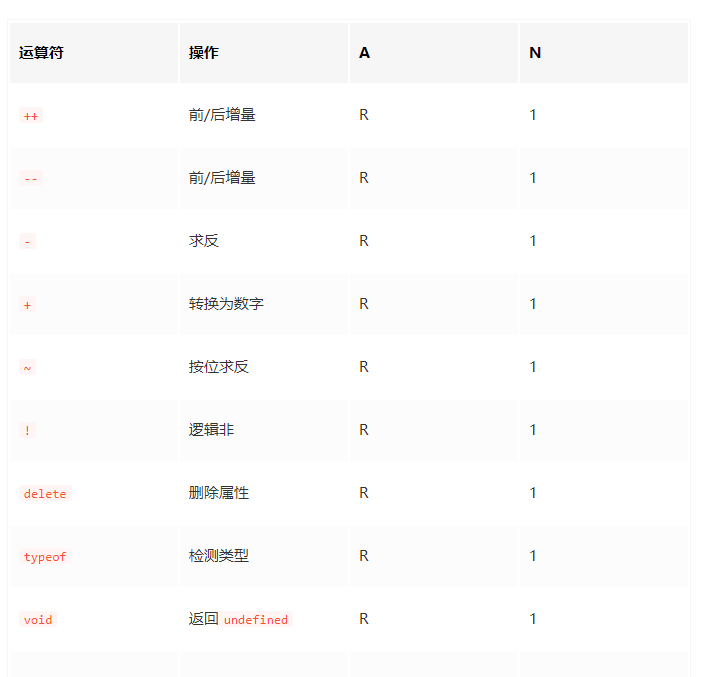 运算符 操作 A N
++ 前/后增量 R 1
-- 前/后增量 R 1
- 求反 R 1
+ 转换为数字 R 1
~ 按位求反 R 1
! 逻辑非 R 1
delete 删除属性 R 1
typeof 检测类型 R 1
void 返回 undefined R 1